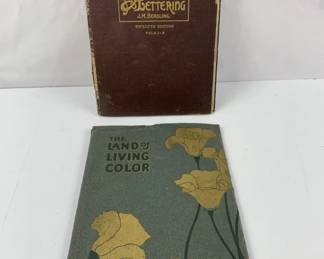 & LETTERING
J.M. BERGLING
THE
LAND of
LIVING
COLOR